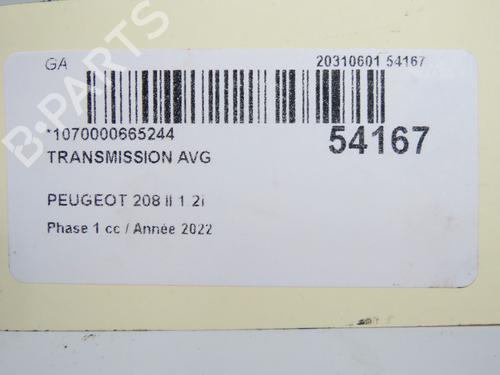 GA
20310601 54167
*1070000665244
54167
TRANSMISSION AVG
PEUGEOT 208 II 1 2i
Phase 1 cc / Année 2022
B-PARTS